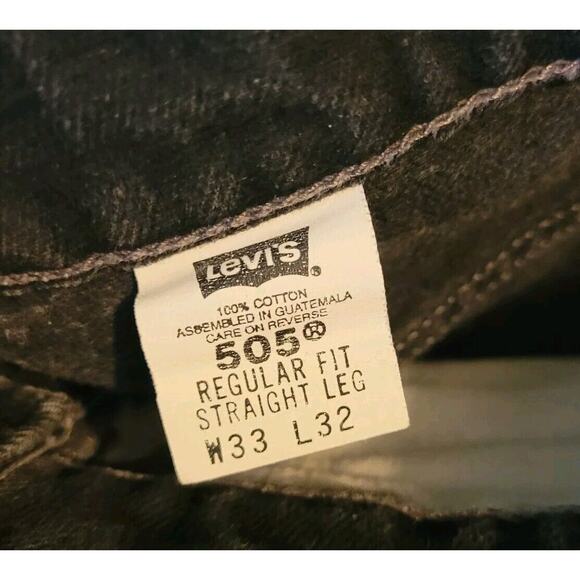 Levi's ®
100% COTTON
ASSEMBLED IN GUATEMALA
CARE ON REVERSE
505®
REGULAR FIT
STRAIGHT LEG
W33 L32